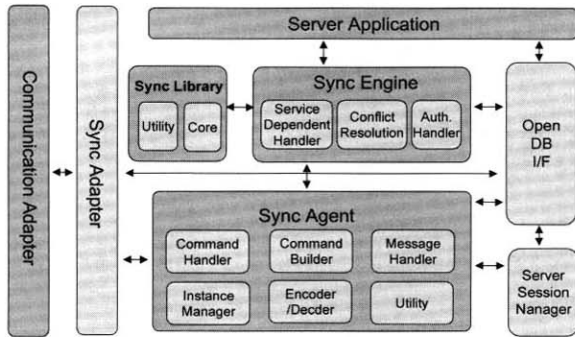 Server Application
Communication Adapter
Sync Adapter
Sync Library
Utility
Core
Sync Engine
Service
Dependent
Handler
Conflict
Resolution
Auth.
Handler
Open
DB
I/F
Sync Agent
Command
Handler
Command
Builder
Message
Handler
Instance
Manager
Encoder
/Decder
Utility
Server
Session
Nanager